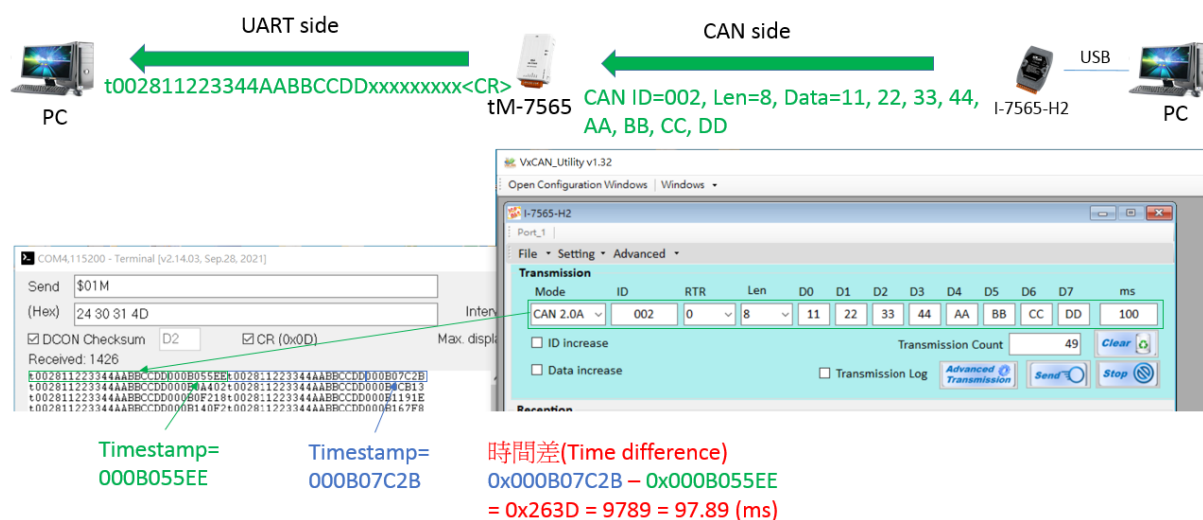 UART side
CAN side
USB
t002811223344AABBCCDDxxxxxxxxx<CR>
tM-7565
CAN ID=002, Len=8, Data=11, 22, 33, 44,
AA, BB, CC, DD
I-7565-H2
PC
PC
VxCAN_Utility v1.32
Open Configuration Windows | Windows
I-7565-H2
Port_1
File Setting Advanced
Transmission
Mode ID RTR Len D0 D1 D2 D3 D4 D5 D6 D7 ms
CAN 2.0A 002 0 8 11 22 33 44 AA BB CC DD 100
ID increase
Transmission Count 49 Clear
Data increase
Transmission Log Advanced Transmission Send Stop
Reception
COM4,115200 - Terminal [v2.14.03, Sep.28, 2021]
Send $01M
(Hex) 24 30 31 4D
DCON Checksum D2 CR (0x0D)
Received: 1426
t002811223344AABBCCDD000B055EEt002811223344AABBCCDD000B07C2B
Timestamp=
000B055EE
Timestamp=
000B07C2B
時間差(Time difference)
0x000B07C2B – 0x000B055EE
= 0x263D = 9789 = 97.89 (ms)